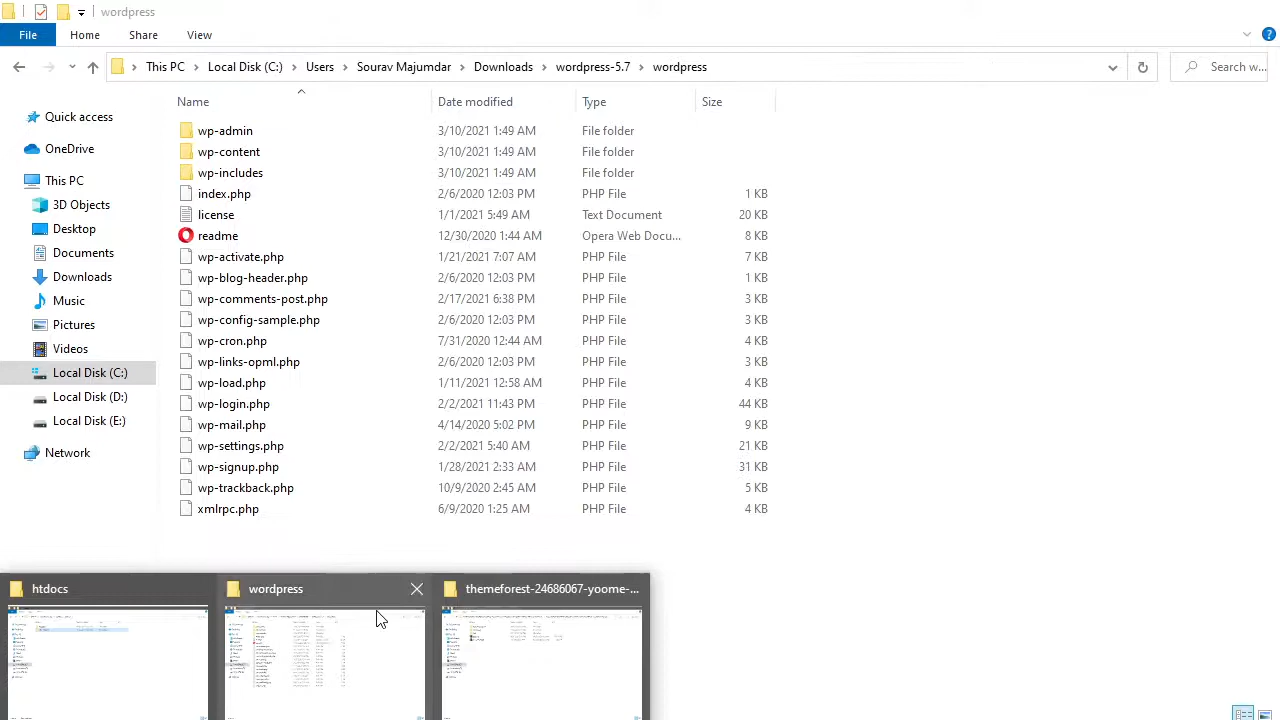 wordpress
File Home Share View
This PC Local Disk (C:) Users Sourav Majumdar Downloads wordpress-5.7 wordpress Search w...
Name Date modified Type Size
Quick access
OneDrive
This PC
3D Objects
Desktop
Documents
Downloads
Music
Pictures
Videos
Local Disk (C:)
Local Disk (D:)
Local Disk (E:)
Network
wp-admin 3/10/2021 1:49 AM File folder
wp-content 3/10/2021 1:49 AM File folder
wp-includes 3/10/2021 1:49 AM File folder
index.php 2/6/2020 12:03 PM PHP File 1 KB
license 1/1/2021 5:49 AM Text Document 20 KB
readme 12/30/2020 1:44 AM Opera Web Docu... 8 KB
wp-activate.php 1/21/2021 7:07 AM PHP File 7 KB
wp-blog-header.php 2/6/2020 12:03 PM PHP File 1 KB
wp-comments-post.php 2/17/2021 6:38 PM PHP File 3 KB
wp-config-sample.php 2/6/2020 12:03 PM PHP File 3 KB
wp-cron.php 7/31/2020 12:44 AM PHP File 4 KB
wp-links-opml.php 2/6/2020 12:03 PM PHP File 3 KB
wp-load.php 1/11/2021 12:58 AM PHP File 4 KB
wp-login.php 2/2/2021 11:43 PM PHP File 44 KB
wp-mail.php 4/14/2020 5:02 PM PHP File 9 KB
wp-settings.php 2/2/2021 5:40 AM PHP File 21 KB
wp-signup.php 1/28/2021 2:33 AM PHP File 31 KB
wp-trackback.php 10/9/2020 2:45 AM PHP File 5 KB
xmlrpc.php 6/9/2020 1:25 AM PHP File 4 KB
htdocs wordpress themeforest-24686067-yoome-...